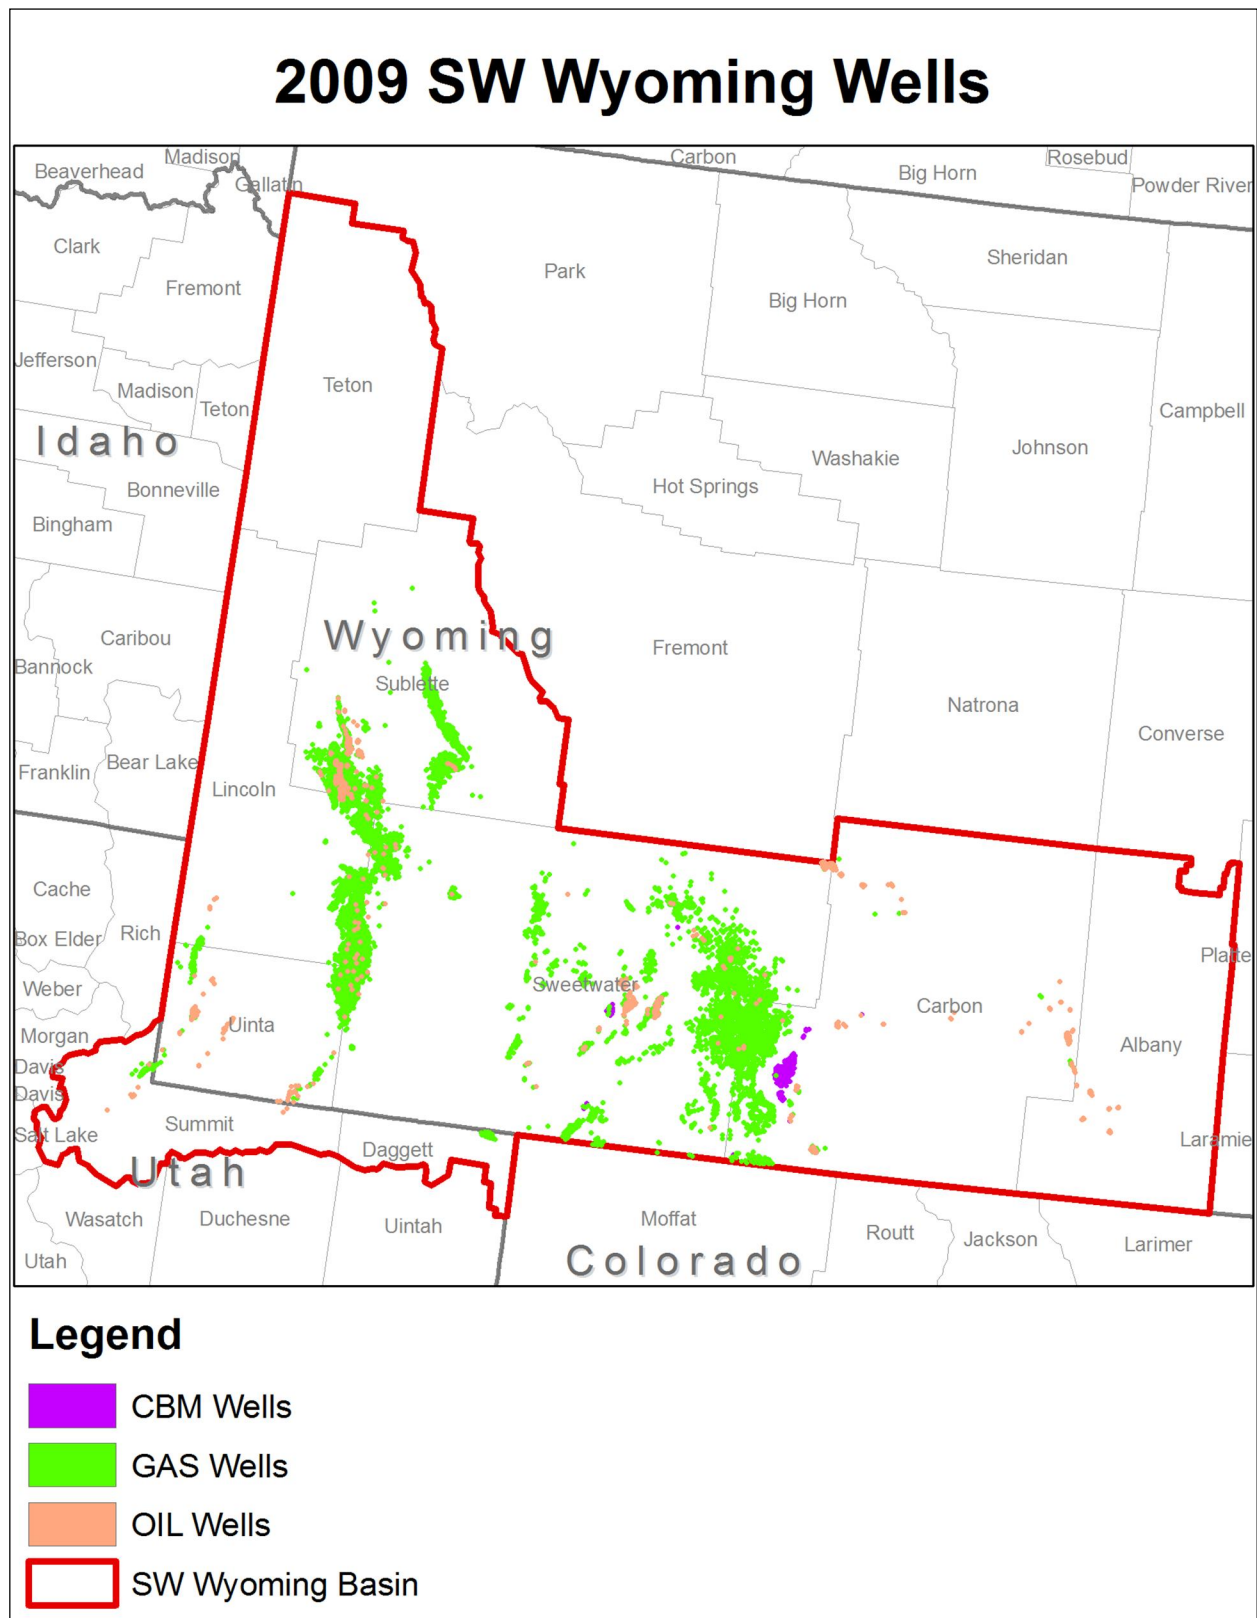 2009 SW Wyoming Wells
Madison
Carbon
Rosebud
Beaverhead
Big Horn
Gallatin
Powder River
Clark
Sheridan
Park
Fremont
Big Horn
Jefferson
Teton
Madison
Teton
Campbell
Idaho
Johnson
Washakie
Bonneville
Hot Springs
Bingham
Caribou
Wyoming
Fremont
Bannock
Sublette
Natrona
Converse
Bear Lake
Franklin
Lincoln
Cache
Rich
Box Elder
Platte
Weber
Sweetwater
Carbon
Uinta
Morgan
Albany
Davis
Davis
Summit
Salt Lake
Laramie
Daggett
Utah
Wasatch
Duchesne
Uintah
Moffat
Routt
Jackson
Larimer
Utah
Colorado
Legend
CBM Wells
GAS Wells
OIL Wells
SW Wyoming Basin